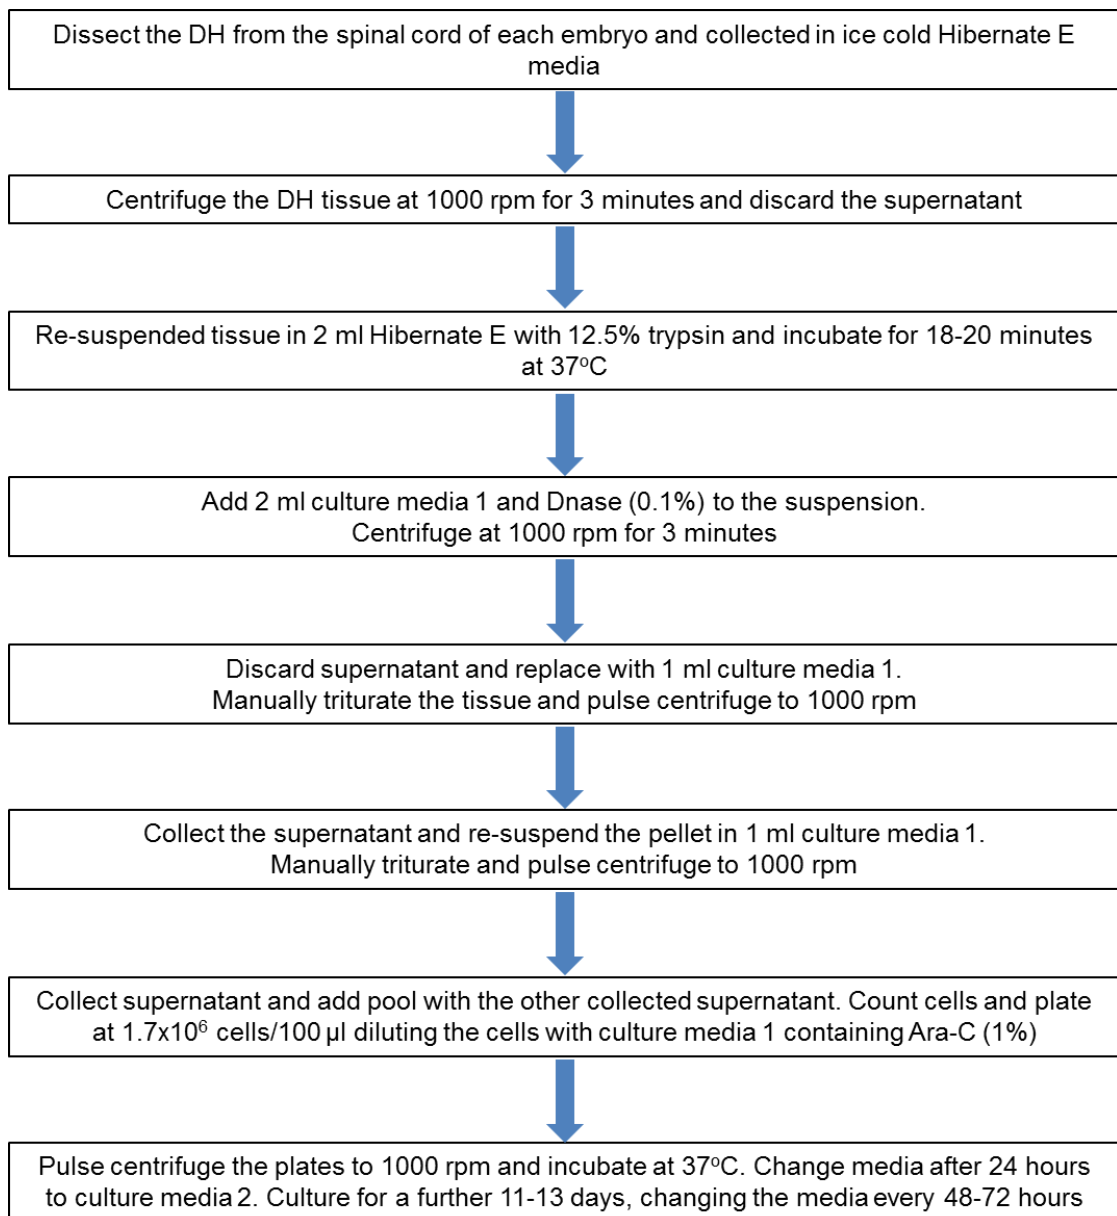 Dissect the DH from the spinal cord of each embryo and collected in ice cold Hibernate E
media
Centrifuge the DH tissue at 1000 rpm for 3 minutes and discard the supernatant
Re-suspended tissue in 2 ml Hibernate E with 12.5% trypsin and incubate for 18-20 minutes
at 37°C
Add 2 ml culture media 1 and Dnase (0.1%) to the suspension.
Centrifuge at 1000 rpm for 3 minutes
Discard supernatant and replace with 1 ml culture media 1.
Manually triturate the tissue and pulse centrifuge to 1000 rpm
Collect the supernatant and re-suspend the pellet in 1 ml culture media 1.
Manually triturate and pulse centrifuge to 1000 rpm
Collect supernatant and add pool with the other collected supernatant. Count cells and plate
at 1.7x10⁶ cells/100 µl diluting the cells with culture media 1 containing Ara-C (1%)
Pulse centrifuge the plates to 1000 rpm and incubate at 37°C. Change media after 24 hours
to culture media 2. Culture for a further 11-13 days, changing the media every 48-72 hours